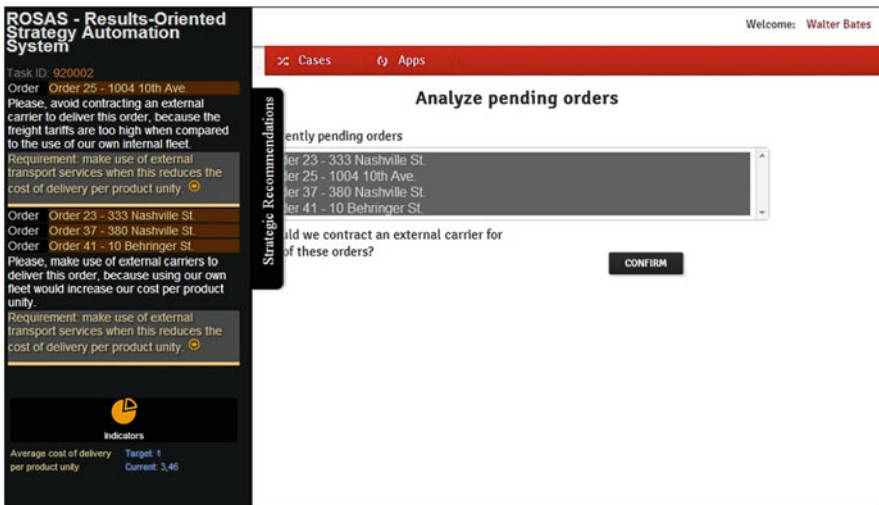 ROSAS - Results-Oriented
Strategy Automation
System
Task ID: 920002
Order Order 25 - 1004 10th Ave.
Please, avoid contracting an external
carrier to deliver this order, because the
freight tariffs are too high when compared
to the use of our own internal fleet.
Requirement: make use of external
transport services when this reduces the
cost of delivery per product unity.
Order Order 23 - 333 Nashville St.
Order Order 37 - 380 Nashville St.
Order Order 41 - 10 Behringer St.
Please, make use of external carriers to
deliver this order, because using our own
fleet would increase our cost per product
unity.
Requirement: make use of external
transport services when this reduces the
cost of delivery per product unity.
Indicators
Average cost of delivery
per product unity
Target: 1
Current: 3,46
Strategic Recommendations
Welcome: Walter Bates
Cases Apps
Analyze pending orders
ently pending orders
der 23 - 333 Nashville St.
der 25 - 1004 10th Ave.
der 37 - 380 Nashville St.
der 41 - 10 Behringer St.
uld we contract an external carrier for
of these orders?
CONFIRM